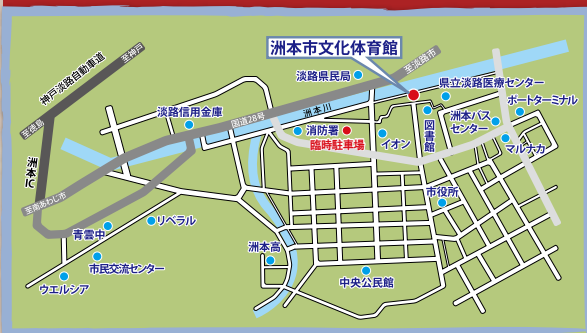 洲本市文化体育館
至神戸
神戸淡路自動車道
至徳島
洲本IC
至南あわじ市
淡路県民局
至淡路市
県立淡路医療センター
淡路信用金庫
国道28号
洲本川
消防署
臨時駐車場
イオン
図書館
洲本バス
センター
ポートターミナル
マルナカ
市役所
青雲中
リベラル
市民交流センター
ウエルシア
洲本高
中央公民館